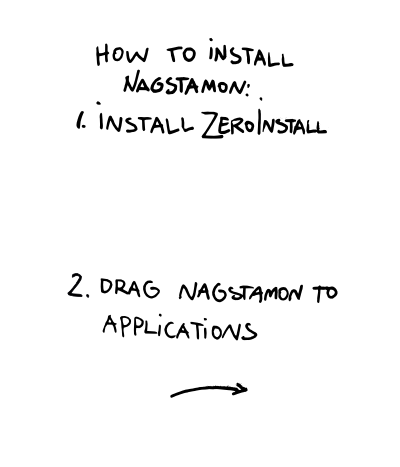 HOW TO INSTALL
NAGSTAMON:
1. INSTALL ZEROINSTALL
2. DRAG NAGSTAMON TO
APPLICATIONS